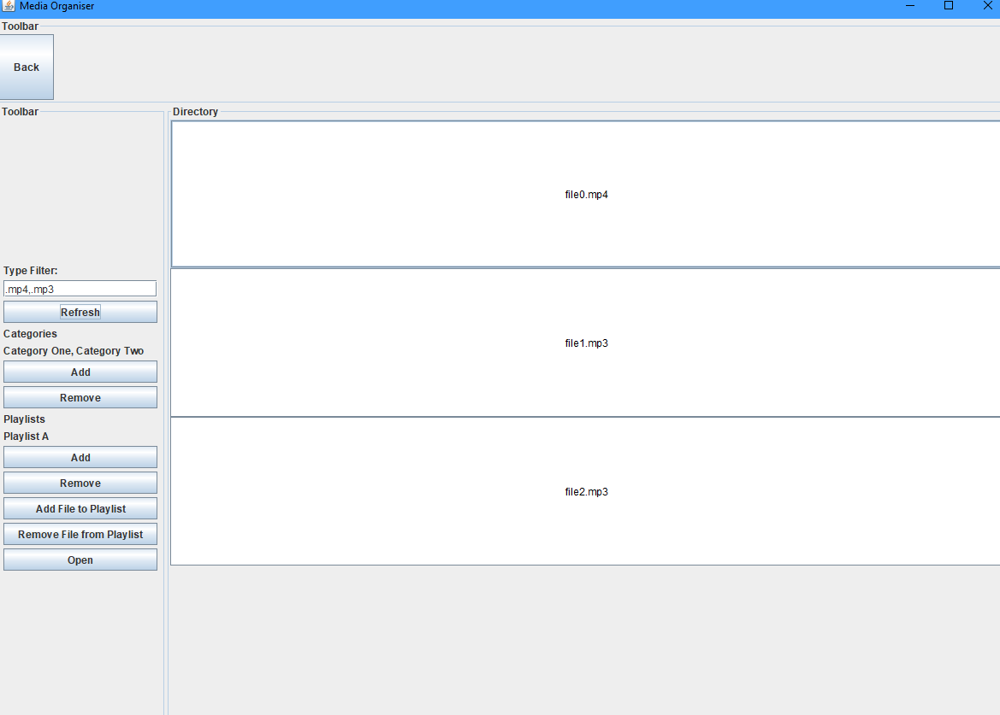 Media Organiser
Toolbar
Back
Toolbar
Type Filter:
.mp4,.mp3
Refresh
Categories
Category One, Category Two
Add
Remove
Playlists
Playlist A
Add
Remove
Add File to Playlist
Remove File from Playlist
Open
Directory
file0.mp4
file1.mp3
file2.mp3